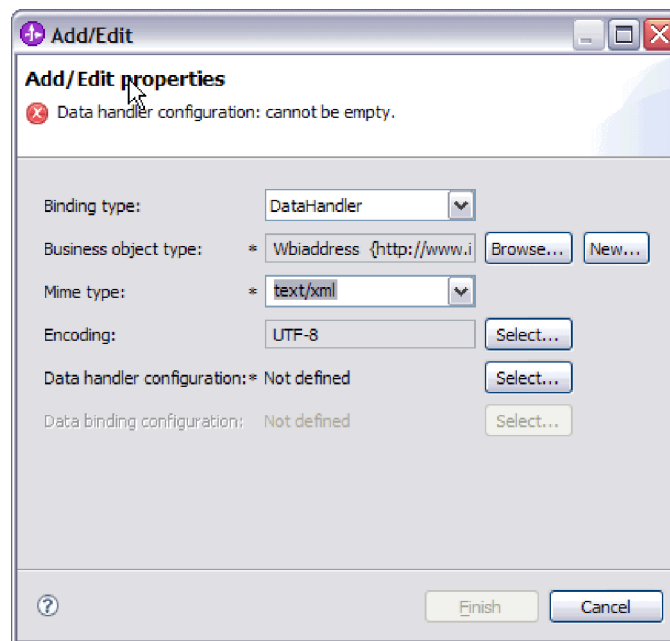 Add/Edit
Add/Edit properties
Data handler configuration: cannot be empty.
Binding type: DataHandler
Business object type: * Wbiaddress {http://www.i Browse... New...
Mime type: * text/xml
Encoding: UTF-8 Select...
Data handler configuration:* Not defined Select...
Data binding configuration: Not defined Select...
? Finish Cancel